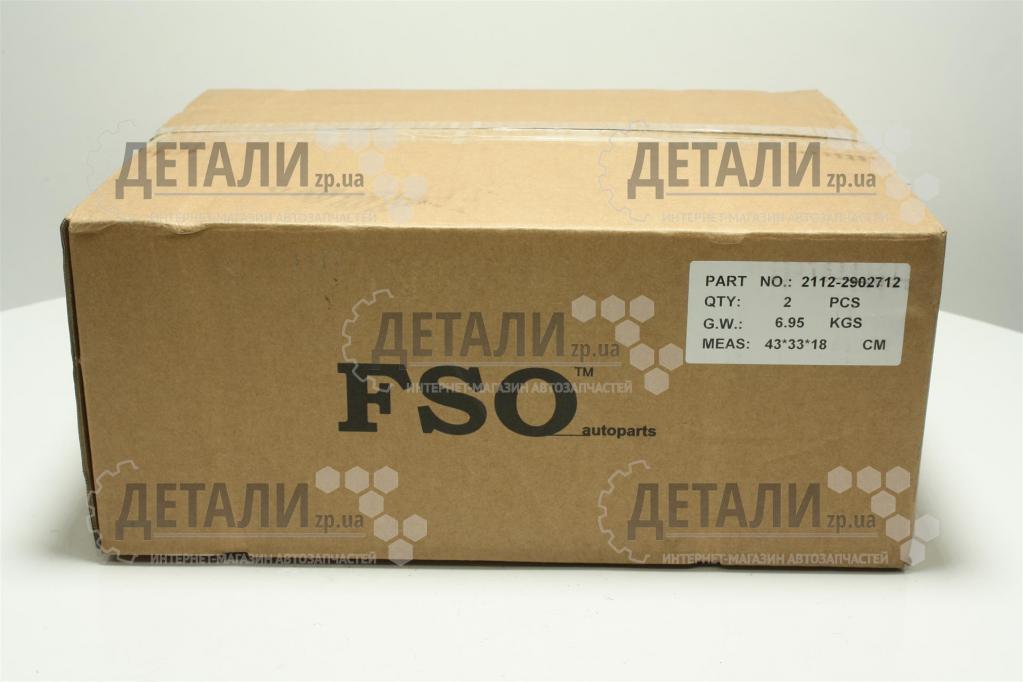 ДЕТАЛИ zp.ua
ИНТЕРНЕТ-МАГАЗИН АВТОЗАПЧАСТЕЙ
ДЕТАЛИ zp.ua
ИНТЕРНЕТ-МАГАЗИН АВТОЗАПЧАСТЕЙ
PART NO.: 2112-2902712
QTY: 2 PCS
G.W.: 6.95 KGS
MEAS: 43*33*18 CM
ДЕТАЛИ zp.ua
ИНТЕРНЕТ-МАГАЗИН АВТОЗАПЧАСТЕЙ
FSO™
autoparts
ДЕТАЛИ zp.ua
ИНТЕРНЕТ-МАГАЗИН АВТОЗАПЧАСТЕЙ
ДЕТАЛИ zp.ua
ИНТЕРНЕТ-МАГАЗИН АВТОЗАПЧАСТЕЙ